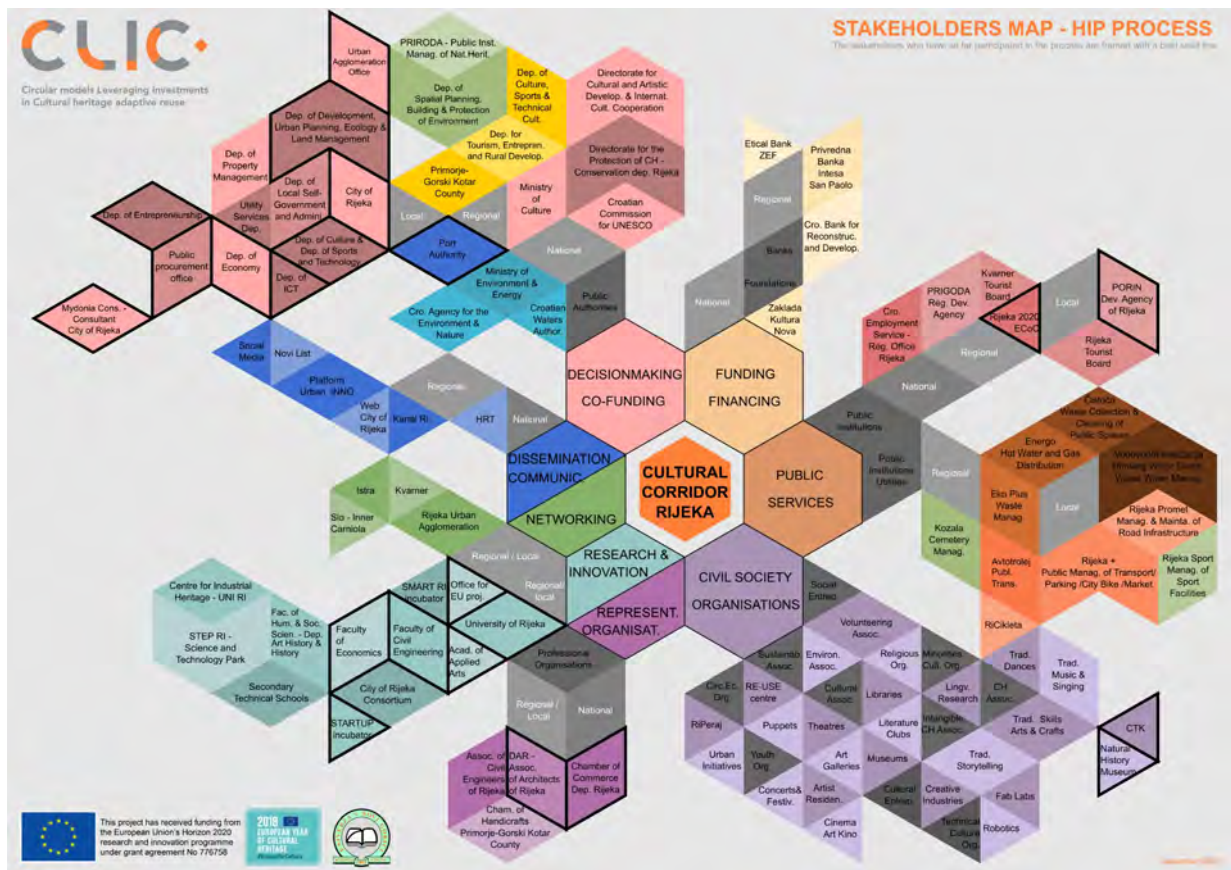 CLIC
Circular models Leveraging investments
in Cultural heritage adaptive reuse
STAKEHOLDERS MAP - HIP PROCESS
The stakeholders who have so far participated in the process are framed with a bold solid line
Urban
Agglomeration
Office
PRIRODA - Public Inst.
Manag. of Nat.Herit.
Dep. of
Spatial Planning,
Building & Protection
of Environment
Dep. of
Culture,
Sports &
Technical
Cult.
Dep. for
Tourism, Entrepren.
and Rural Develop.
Primorje-
Gorski Kotar
County
Directorate for
Cultural and Artistic
Develop. & Internat.
Cult. Cooperation
Directorate for the
Protection of CH -
Conservation dep. Rijeka
Ministry
of
Culture
Croatian
Commission
for UNESCO
Dep. of Development,
Urban Planning, Ecology &
Land Management
Dep. of
Property
Management
Dep. of
Local Self-
Government
and Admini.
City of
Rijeka
Utility
Services
Dep.
Dep. of Entrepreneurship
Public
procurement
office
Dep. of
Economy
Dep. of Culture &
Dep. of Sports
and Technology
Dep. of
ICT
Mydonia Cons. -
Consultant
City of Rijeka
Local
Regional
National
Port
Authority
Ministry of
Environment &
Energy
Cro. Agency for the
Environment &
Nature
Croatian
Waters
Author.
Public
Authorities
Etical Bank
ZEF
Privredna
Banka
Intesa
San Paolo
Regional
Cro. Bank for
Reconstruc.
and Develop.
Banks
Foundations
National
Zaklada
Kultura
Nova
PRIGODA
Reg. Dev.
Agency
Kvarner
Tourist
Board
Rijeka 2020
ECoC
Local
PORIN
Dev. Agency
of Rijeka
Rijeka
Tourist
Board
Cro.
Employment
Service -
Reg. Office
Rijeka
Regional
National
Public
Institutions
Public
Institutions
Utilities
DECISIONMAKING
CO-FUNDING
FUNDING
FINANCING
PUBLIC
SERVICES
CULTURAL
CORRIDOR
RIJEKA
DISSEMINATION
COMMUNIC.
NETWORKING
RESEARCH &
INNOVATION
REPRESENT.
ORGANISAT.
CIVIL SOCIETY
ORGANISATIONS
Social
Media
Novi List
Platform
Urban INNO
Web
City of
Rijeka
Kanal Ri
Regional
HRT
National
Istra
Kvarner
Slo - Inner
Carniola
Rijeka Urban
Agglomeration
Regional / Local
Regional
local
Regional
Waste Collection &
Cleaning of
Public Spaces
Energo
Hot Water and Gas
Distribution
Eko Plus
Waste
Manag
Local
Rijeka Promet
Manag. & Mainta. of
Road Infrastructure
Kozala
Cemetery
Manag.
Avtotrolej
Publ.
Trans.
Rijeka +
Public Manag. of Transport/
Parking /City Bike /Market.
Rijeka Sport
Manag. of
Sport
Facilities
RiCikleta
Centre for Industrial
Heritage - UNI RI
STEP RI -
Science and
Technology Park
Fac. of
Hum. & Soc.
Scien. - Dep.
Art History &
History
Secondary
Technical Schools
SMART RI
incubator
Office for
EU proj.
University of Rijeka
Faculty
of
Economics
Faculty of
Civil
Engineering
Acad. of
Applied
Arts
City of Rijeka
Consortium
STARTUP
incubator
Professional
Organisations
Regional /
Local
National
Assoc. of
Civil
Engineers
of Rijeka
DAR -
Assoc.
of Architects
of Rijeka
Chamber of
Commerce
Dep. Rijeka
Cham. of
Handicrafts
Primorje-Gorski Kotar
County
Social
Entrep.
Volunteering
Assoc.
Sustainab.
Assoc.
Environ.
Assoc.
Religious
Org.
Minorities
Cult. Org.
Trad.
Dances
Trad.
Music &
Singing
Circ.Ec.
Org
RE-USE
centre
Cultural
Assoc.
Libraries
Lingv.
Research
CH
Assoc.
RiPeraj
Puppets
Theatres
Literature
Clubs
Intangible
CH Assoc.
Trad. Skills
Arts & Crafts
Urban
Initiatives
Youth
Org
Art
Galleries
Museums
Trad.
Storytelling
Concerts&
Festiv.
Artist
Residen.
Cultural
Entrep.
Creative
Industries
Fab Labs
Cinema
Art Kino
Technical
Culture
Org.
Robotics
CTK
Natural
History
Museum
This project has received funding from
the European Union's Horizon 2020
research and innovation programme
under grant agreement No 776758
2018
EUROPEAN YEAR
OF CULTURAL
HERITAGE